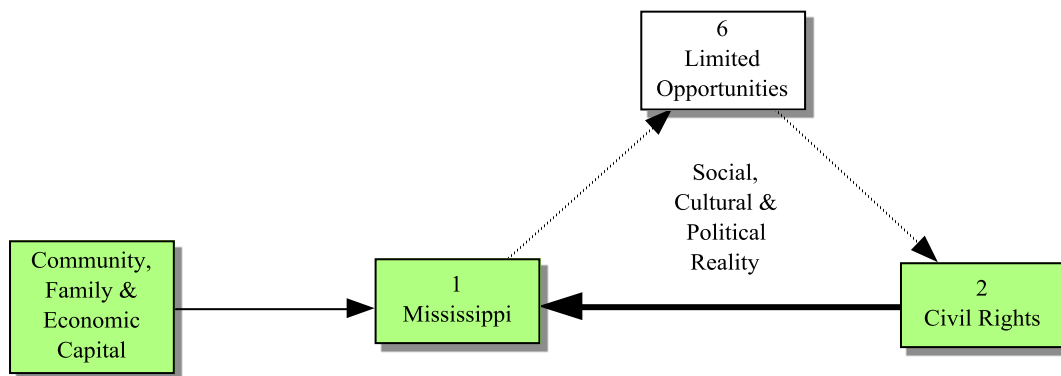 6
Limited
Opportunities
Social,
Cultural &
Political
Reality
Community,
Family &
Economic
Capital
1
Mississippi
2
Civil Rights